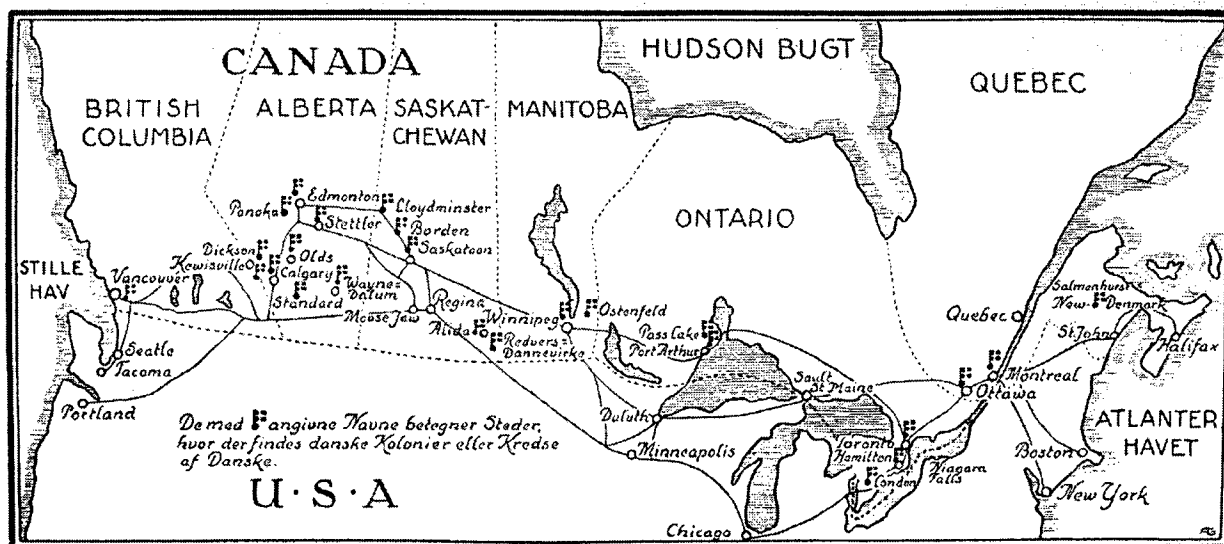 CANADA
HUDSON BUGT
QUEBEC
BRITISH
COLUMBIA
ALBERTA
SASKAT-
CHEWAN
MANITOBA
ONTARIO
Ponoka
Edmonton
Stettler
Lloydminster
Borden
Saskatoon
Dickson
Kewisville
Olds
Calgary
Standard
Wayne=
Dalum
Moose Jaw
Regina
Alida
Redvers=
Dannevirke
Winnipeg
Ostenfeld
Pass Lake
Port Arthur
STILLE
HAV
Vancouver
Seatle
Tacoma
Portland
Duluth
Minneapolis
Sault
St Maine
Chicago
Toronto
Hamilton
London
Niagara
Falls
Ottawa
Montreal
Quebec
Salmonhurst
New-Denmark
St John
Halifax
Boston
New York
ATLANTER
HAVET
De med angivne Navne betegner Steder,
hvor der findes danske Kolonier eller Kredse
af Danske.
U·S·A